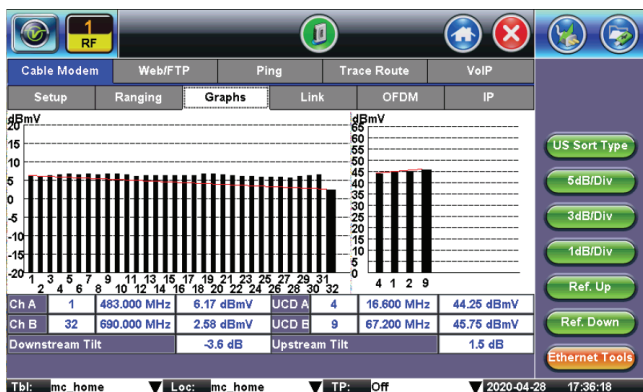 1
RF
Cable Modem Web/FTP Ping Trace Route VoIP
Setup Ranging Graphs Link OFDM IP
dBmV dBmV
20
15
10
5
0
-5
-10
-15
-20
65
60
55
50
45
40
35
30
25
20
15
10
5
0
1 3 5 7 9 11 13 15 17 19 21 23 25 27 29 31
2 4 6 8 10 12 14 16 18 20 22 24 26 28 30 32
4 1 2 9
Ch A 1 483.000 MHz 6.17 dBmV UCD A 4 16.600 MHz 44.25 dBmV
Ch B 32 690.000 MHz 2.58 dBmV UCD B 9 67.200 MHz 45.75 dBmV
Downstream Tilt -3.6 dB Upstream Tilt 1.5 dB
US Sort Type
5dB/Div
3dB/Div
1dB/Div
Ref. Up
Ref. Down
Ethernet Tools
Tbl: mc_home Loc: mc_home TP: Off 2020-04-28 17:36:18